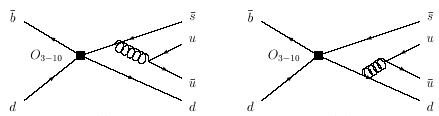 b̄ s̄ b̄ s̄
u u
O₃₋₁₀ O₃₋₁₀
ū ū
d d d d